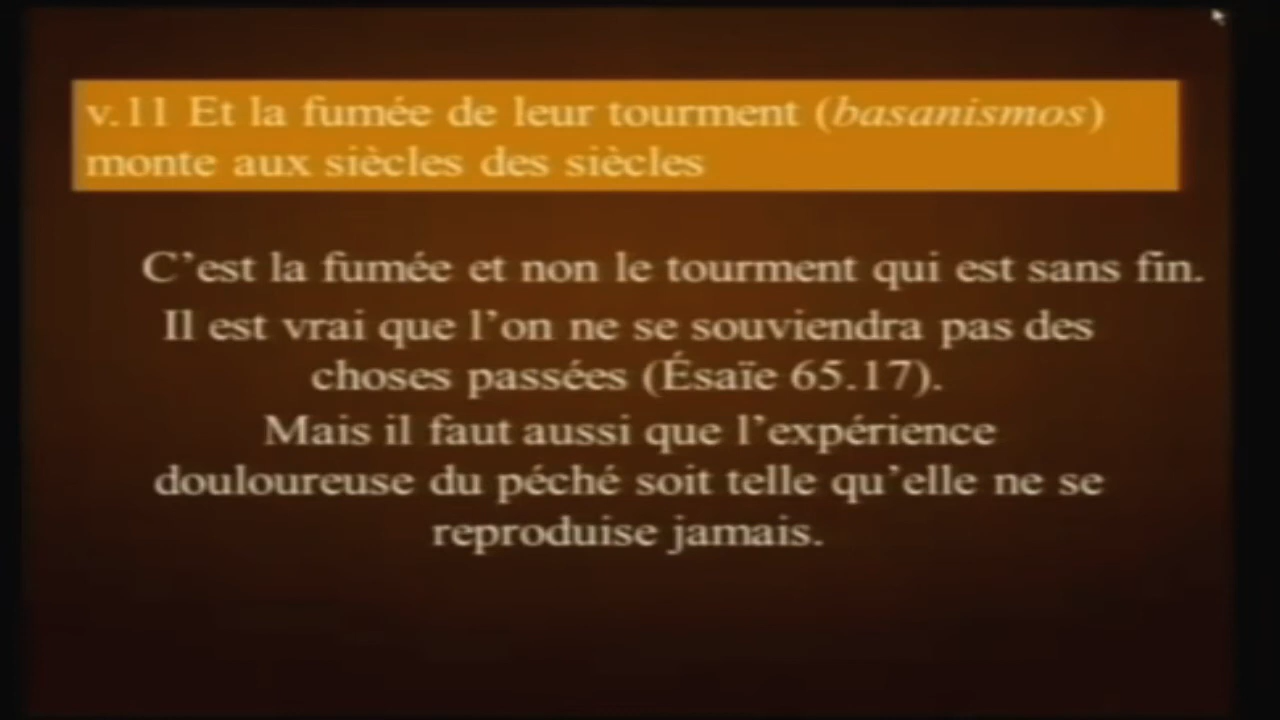 v.11 Et la fumée de leur tourment (basanismos)
monte aux siècles des siècles
C’est la fumée et non le tourment qui est sans fin.
Il est vrai que l’on ne se souviendra pas des
choses passées (Ésaïe 65.17).
Mais il faut aussi que l’expérience
douloureuse du péché soit telle qu’elle ne se
reproduise jamais.